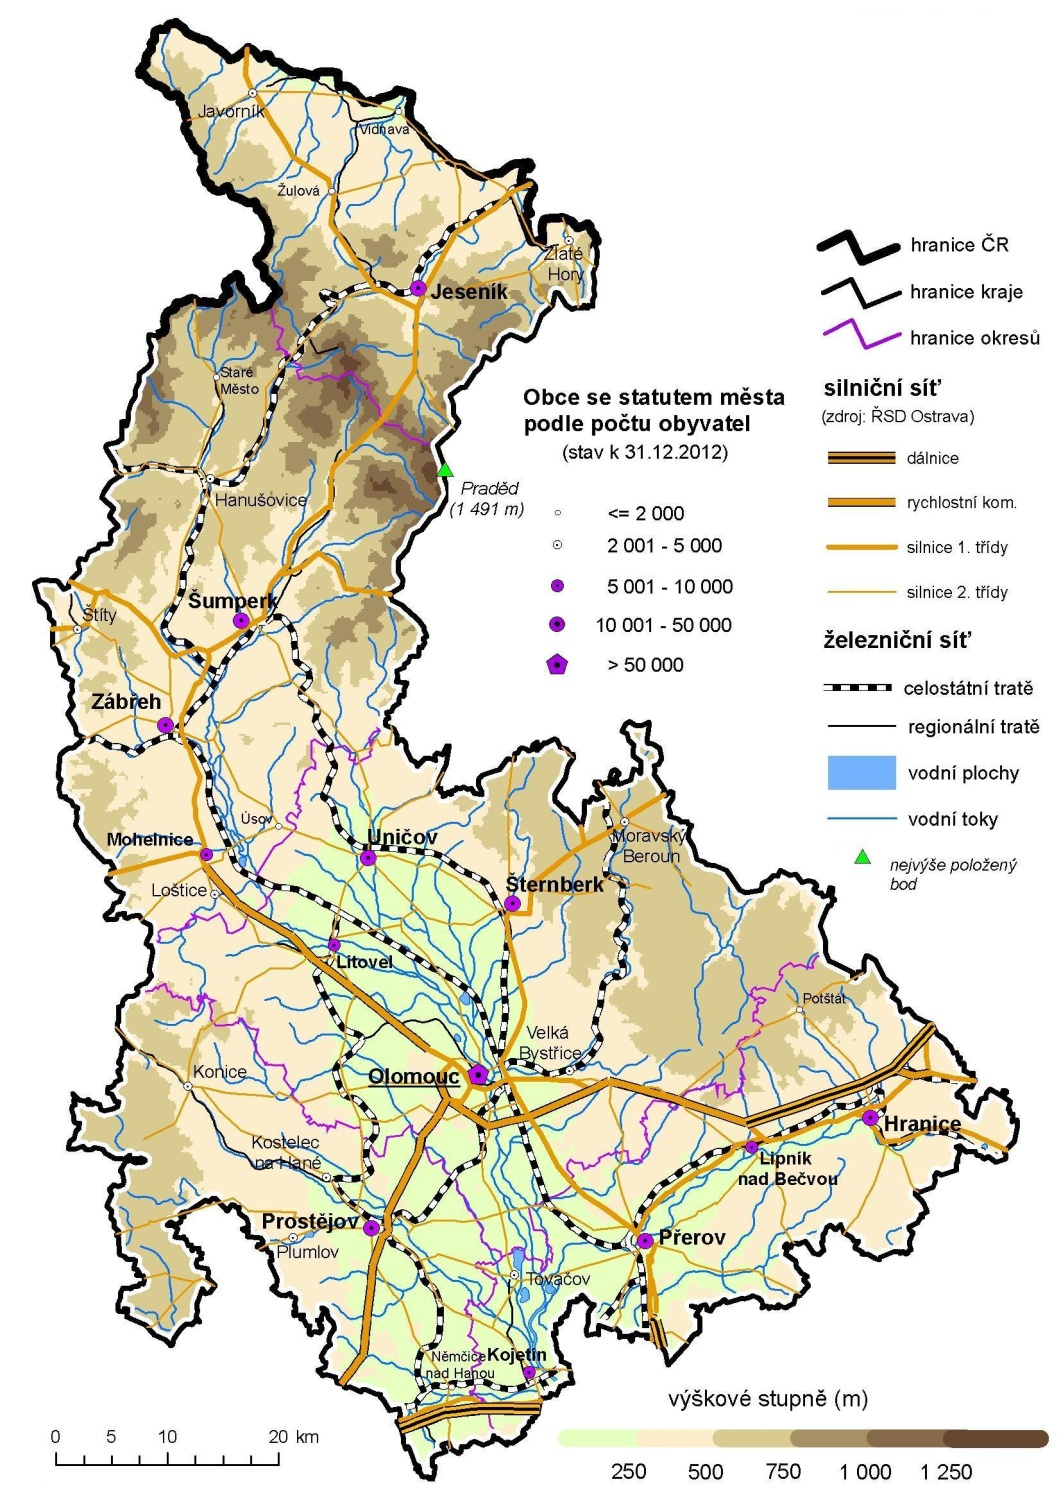 Javorník
Vidnava
Žulová
Zlaté
Hory
Jeseník
Staré
Město
Hanušovice
Praděd
(1 491 m)
Šumperk
Štíty
Zábřeh
Úsov
Mohelnice
Uničov
Moravský
Beroun
Loštice
Šternberk
Litovel
Potštát
Velká
Bystřice
Konice
Olomouc
Hranice
Kostelec
na Hané
Lipník
nad Bečvou
Prostějov
Plumlov
Přerov
Tovačov
Němčice
nad Hanou
Kojetín
hranice ČR
hranice kraje
hranice okresů
Obce se statutem města
podle počtu obyvatel
(stav k 31.12.2012)
<= 2 000
2 001 - 5 000
5 001 - 10 000
10 001 - 50 000
> 50 000
silniční síť
(zdroj: ŘSD Ostrava)
dálnice
rychlostní kom.
silnice 1. třídy
silnice 2. třídy
železniční síť
celostátní tratě
regionální tratě
vodní plochy
vodní toky
nejvýše položený
bod
0 5 10 20 km
výškové stupně (m)
250 500 750 1 000 1 250